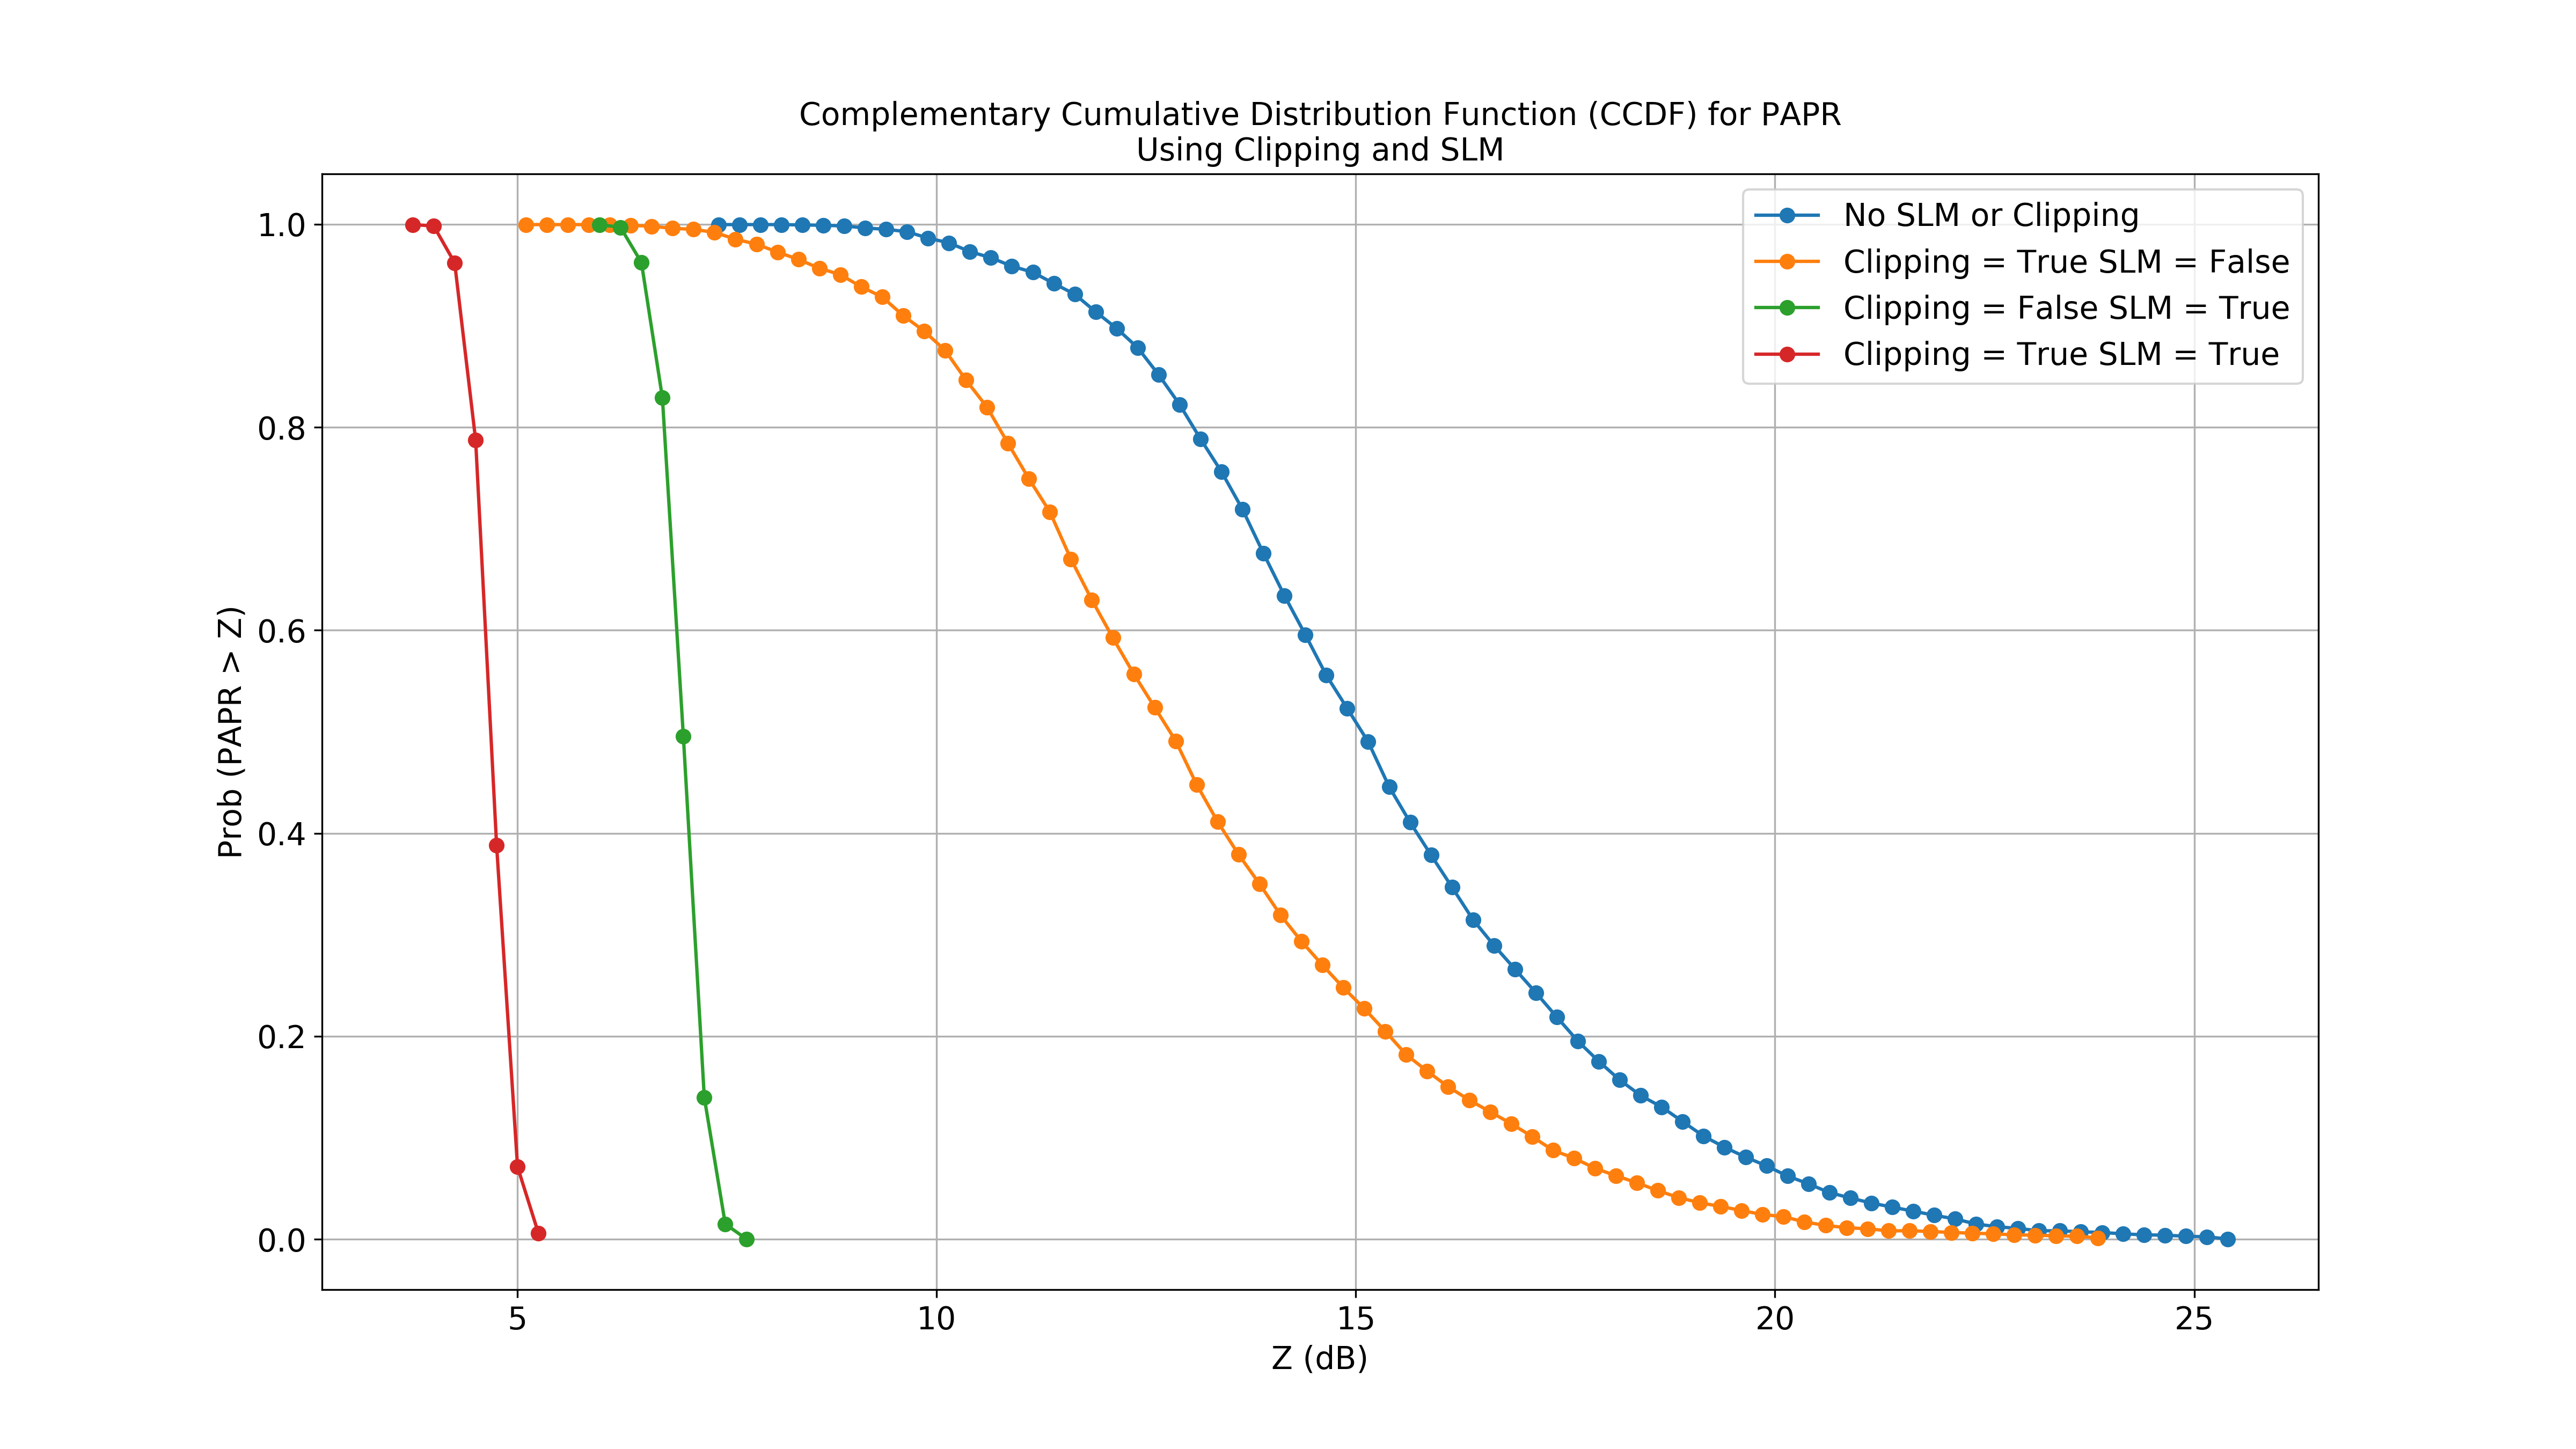 Complementary Cumulative Distribution Function (CCDF) for PAPR
Using Clipping and SLM
No SLM or Clipping
Clipping = True SLM = False
Clipping = False SLM = True
Clipping = True SLM = True
Prob (PAPR > Z)
1.0
0.8
0.6
0.4
0.2
0.0
5 10 15 20 25
Z (dB)